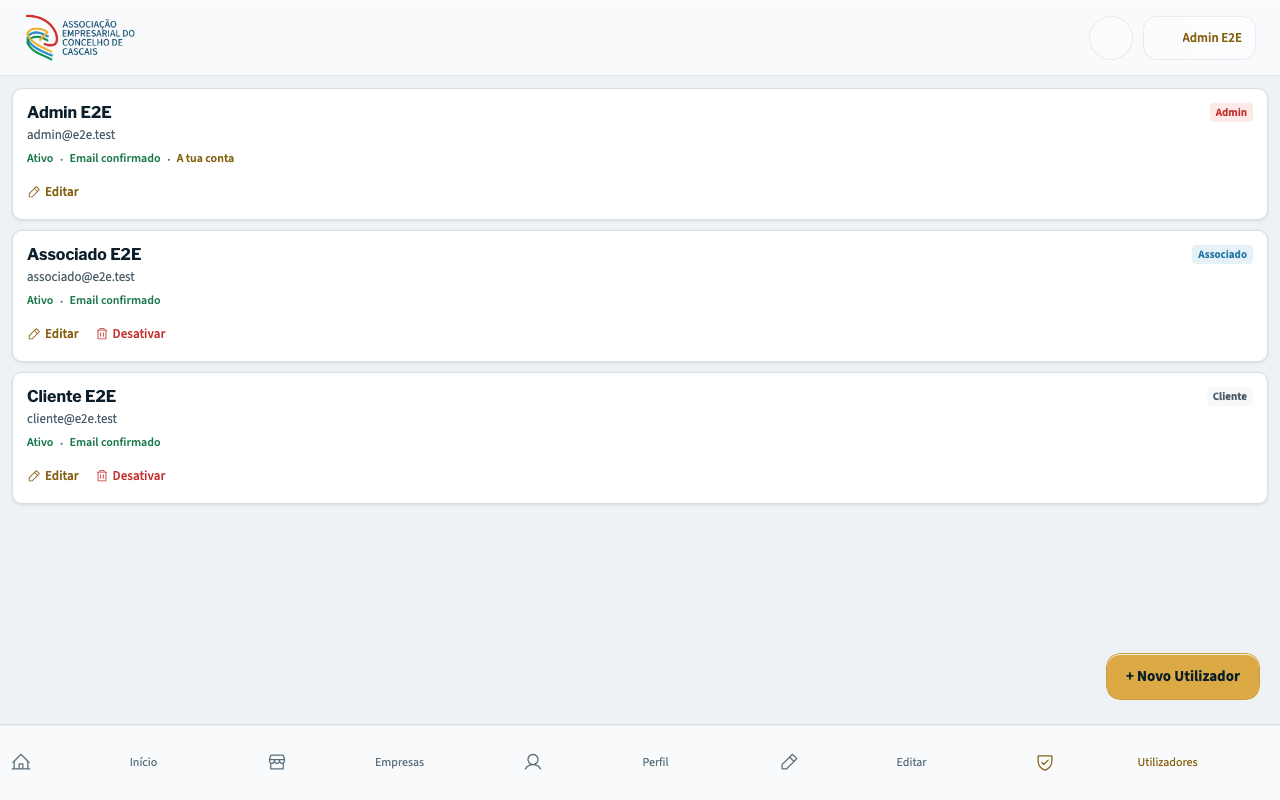 ASSOCIAÇÃO
EMPRESARIAL DO
CONCELHO DE
CASCAIS
Admin E2E
Admin E2E
Admin
admin@e2e.test
Ativo · Email confirmado · A tua conta
Editar
Associado E2E
Associado
associado@e2e.test
Ativo · Email confirmado
Editar Desativar
Cliente E2E
Cliente
cliente@e2e.test
Ativo · Email confirmado
Editar Desativar
+ Novo Utilizador
Início Empresas Perfil Editar Utilizadores